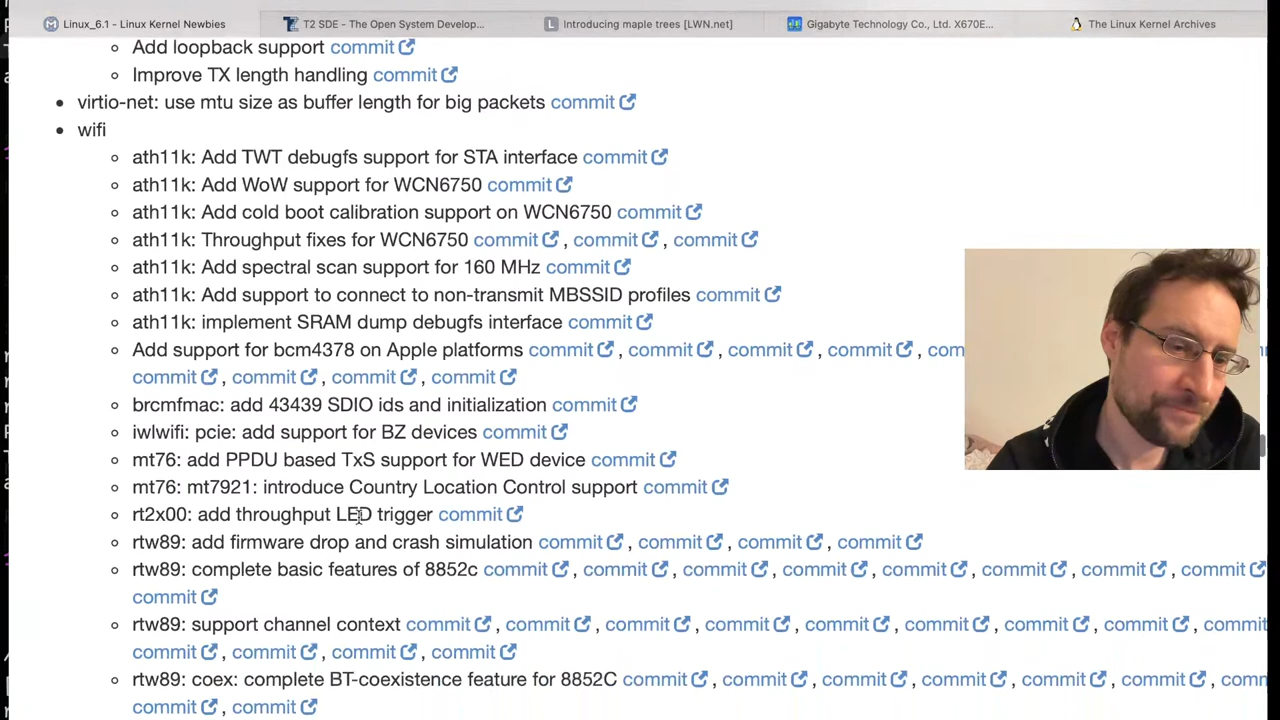 Linux_6.1 - Linux Kernel Newbies
T2 SDE - The Open System Develop...
L Introducing maple trees [LWN.net]
Gigabyte Technology Co., Ltd. X670E...
The Linux Kernel Archives
Add loopback support commit
Improve TX length handling commit
virtio-net: use mtu size as buffer length for big packets commit
wifi
ath11k: Add TWT debugfs support for STA interface commit
ath11k: Add WoW support for WCN6750 commit
ath11k: Add cold boot calibration support on WCN6750 commit
ath11k: Throughput fixes for WCN6750 commit , commit , commit
ath11k: Add spectral scan support for 160 MHz commit
ath11k: Add support to connect to non-transmit MBSSID profiles commit
ath11k: implement SRAM dump debugfs interface commit
Add support for bcm4378 on Apple platforms commit , commit , commit , commit , com
commit , commit , commit , commit
brcmfmac: add 43439 SDIO ids and initialization commit
iwlwifi: pcie: add support for BZ devices commit
mt76: add PPDU based TxS support for WED device commit
mt76: mt7921: introduce Country Location Control support commit
rt2x00: add throughput LED trigger commit
rtw89: add firmware drop and crash simulation commit , commit , commit , commit
rtw89: complete basic features of 8852c commit , commit , commit , commit , commit , commit , commit , commit
commit
rtw89: support channel context commit , commit , commit , commit , commit , commit , commit , commit , commit
commit , commit , commit , commit
rtw89: coex: complete BT-coexistence feature for 8852C commit , commit , commit , commit , commit , commit , comm
commit , commit